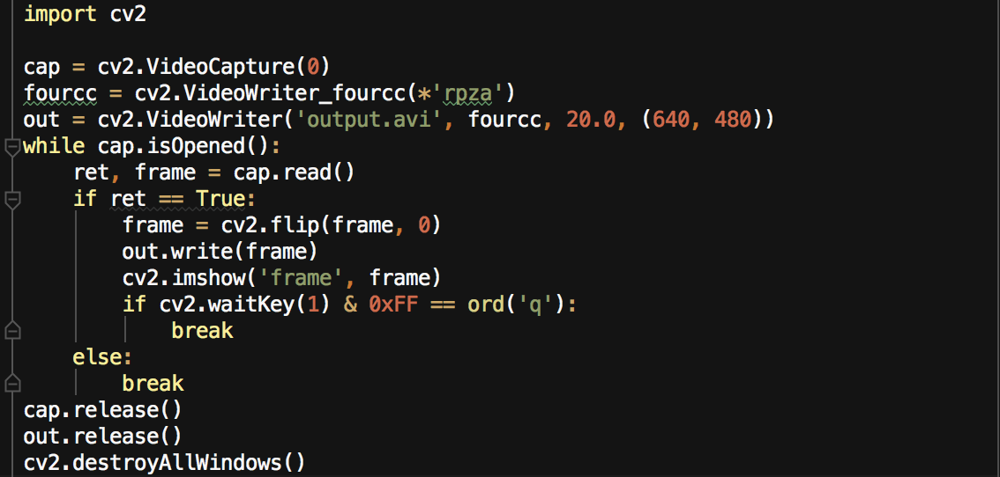 import cv2

cap = cv2.VideoCapture(0)
fourcc = cv2.VideoWriter_fourcc(*'rpza')
out = cv2.VideoWriter('output.avi', fourcc, 20.0, (640, 480))
while cap.isOpened():
    ret, frame = cap.read()
    if ret == True:
        frame = cv2.flip(frame, 0)
        out.write(frame)
        cv2.imshow('frame', frame)
        if cv2.waitKey(1) & 0xFF == ord('q'):
            break
    else:
        break
cap.release()
out.release()
cv2.destroyAllWindows()